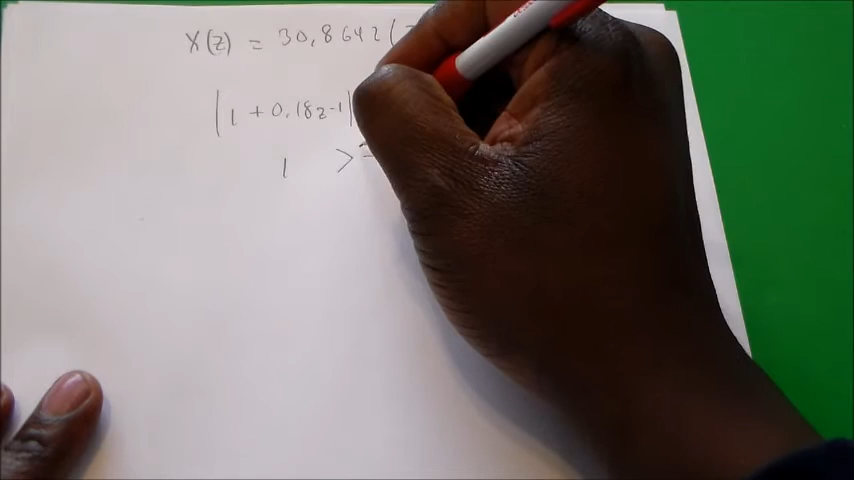 X(z) = 30,8642(
|1 + 0,18z-1|
1 >